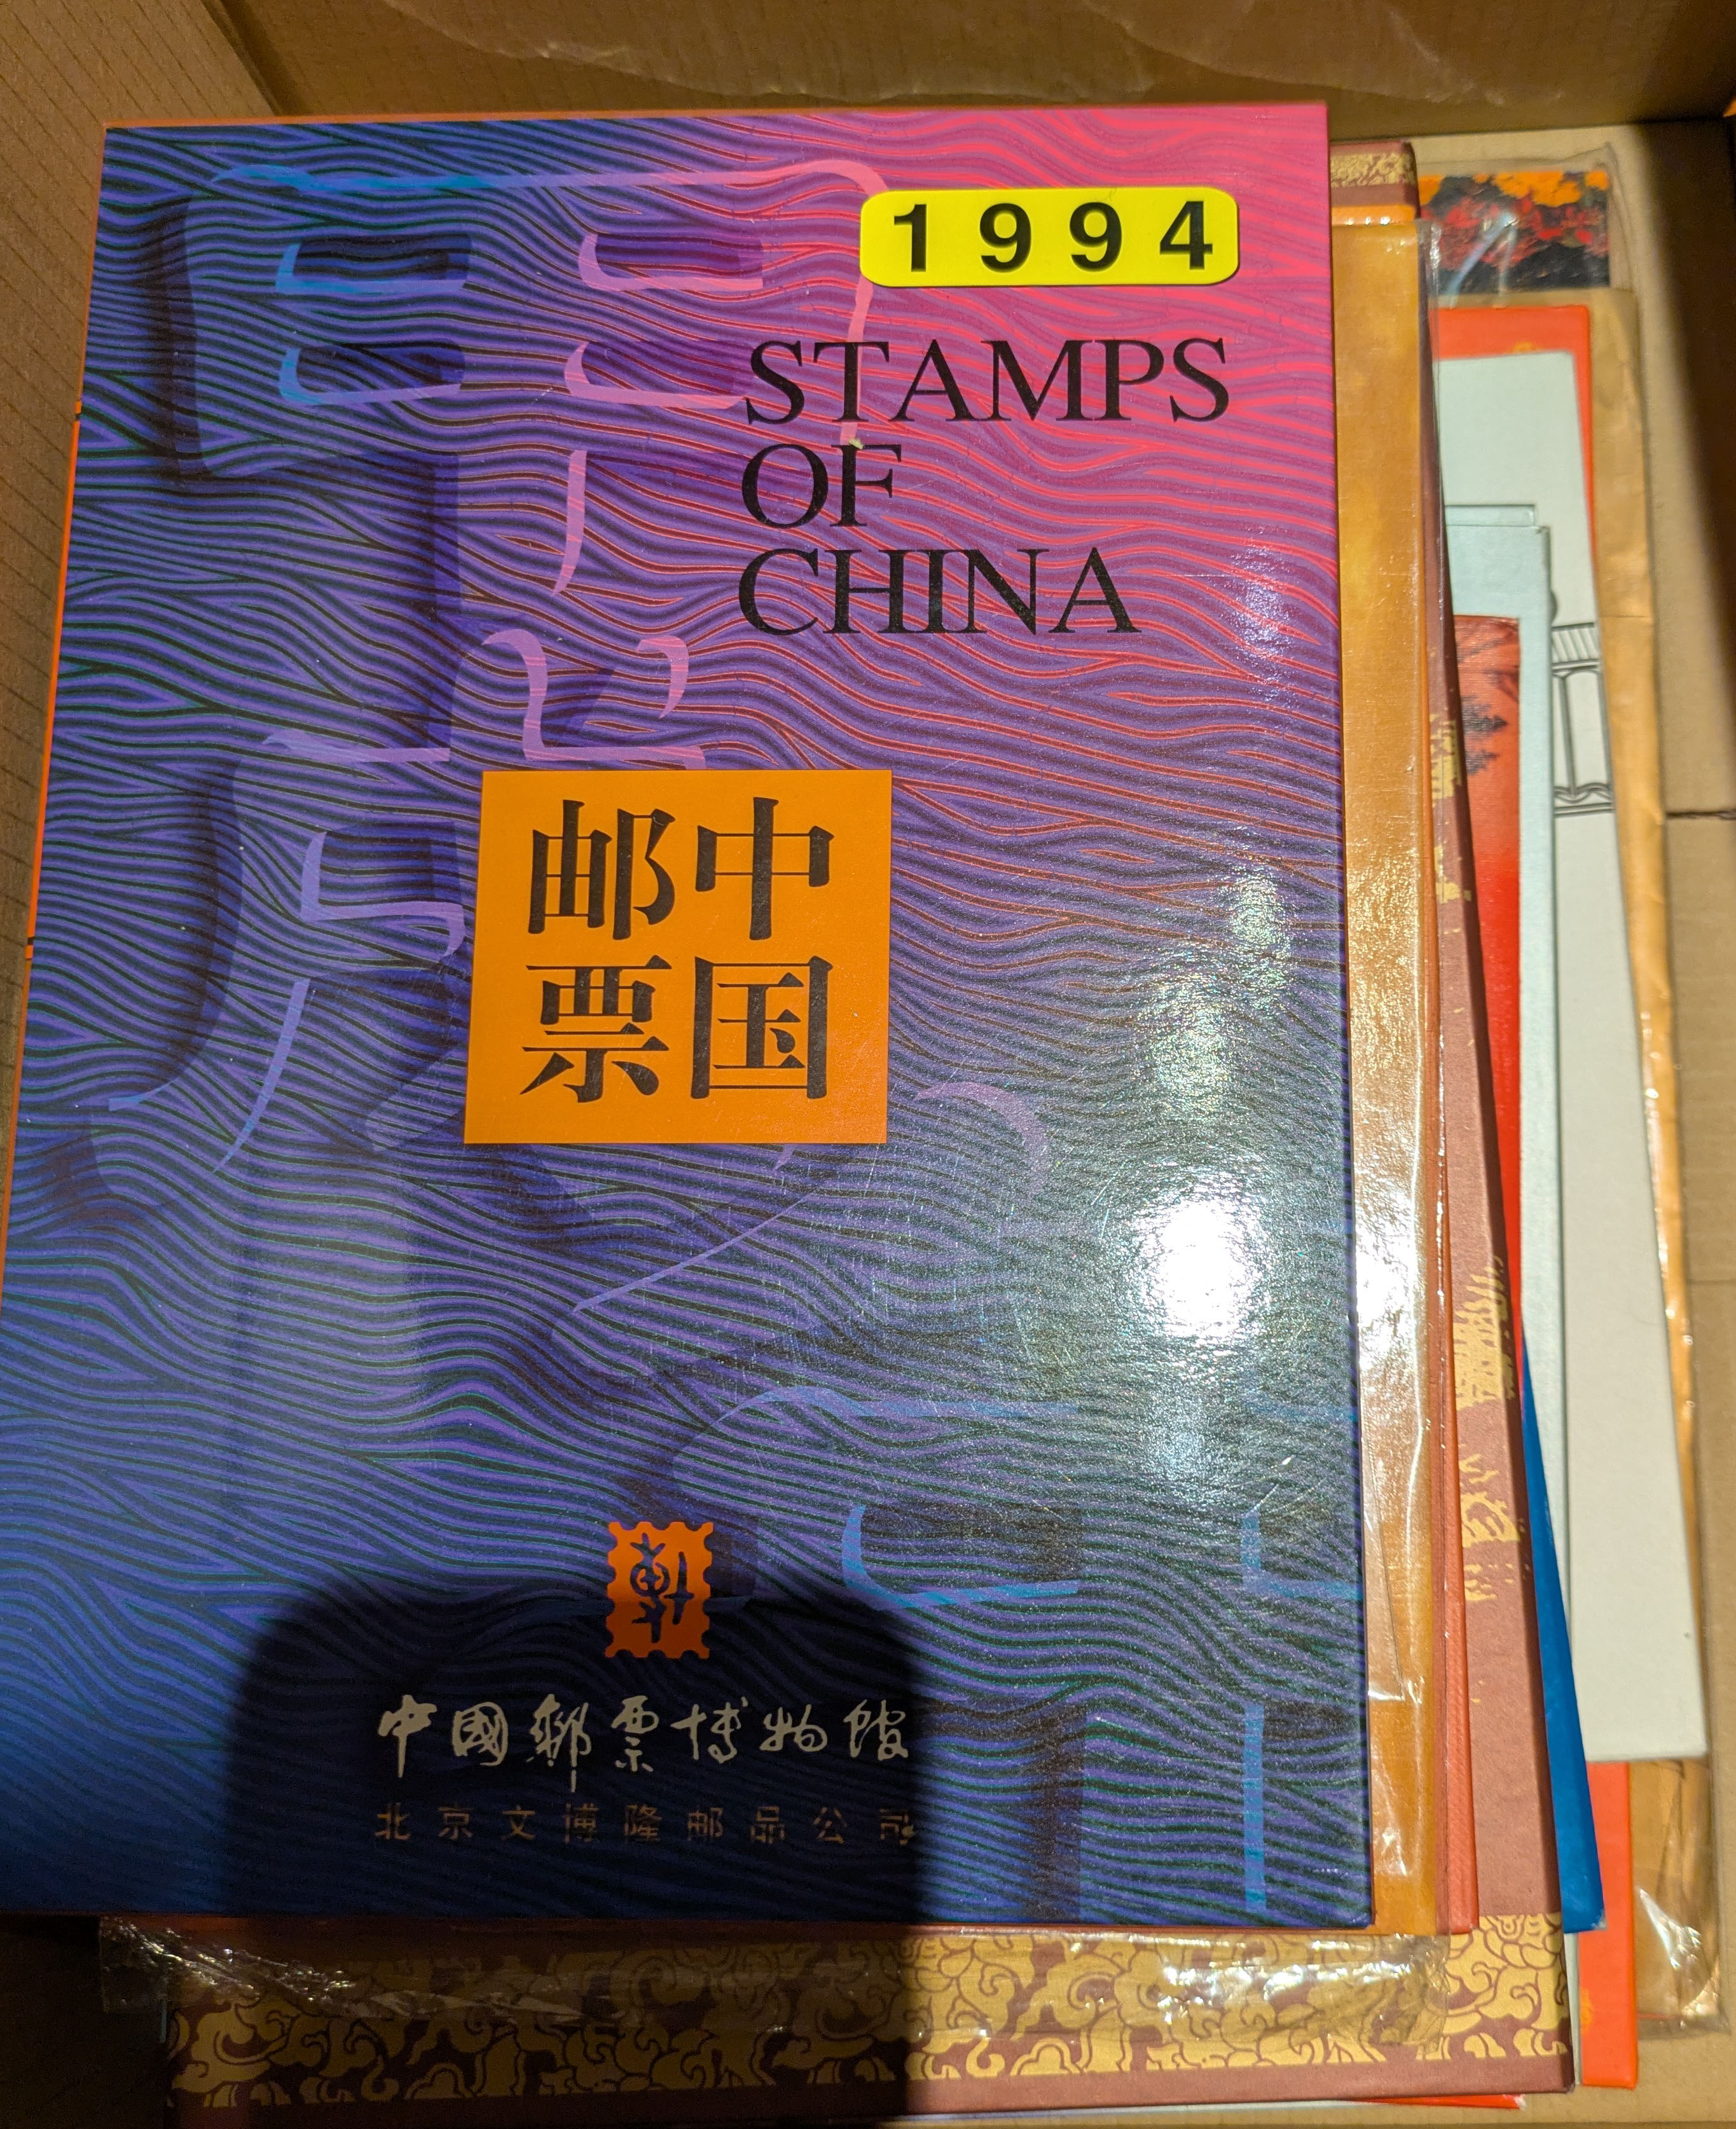 1994
STAMPS
OF
CHINA
中国
邮票
中國郵票博物館
北京文博隆邮品公司